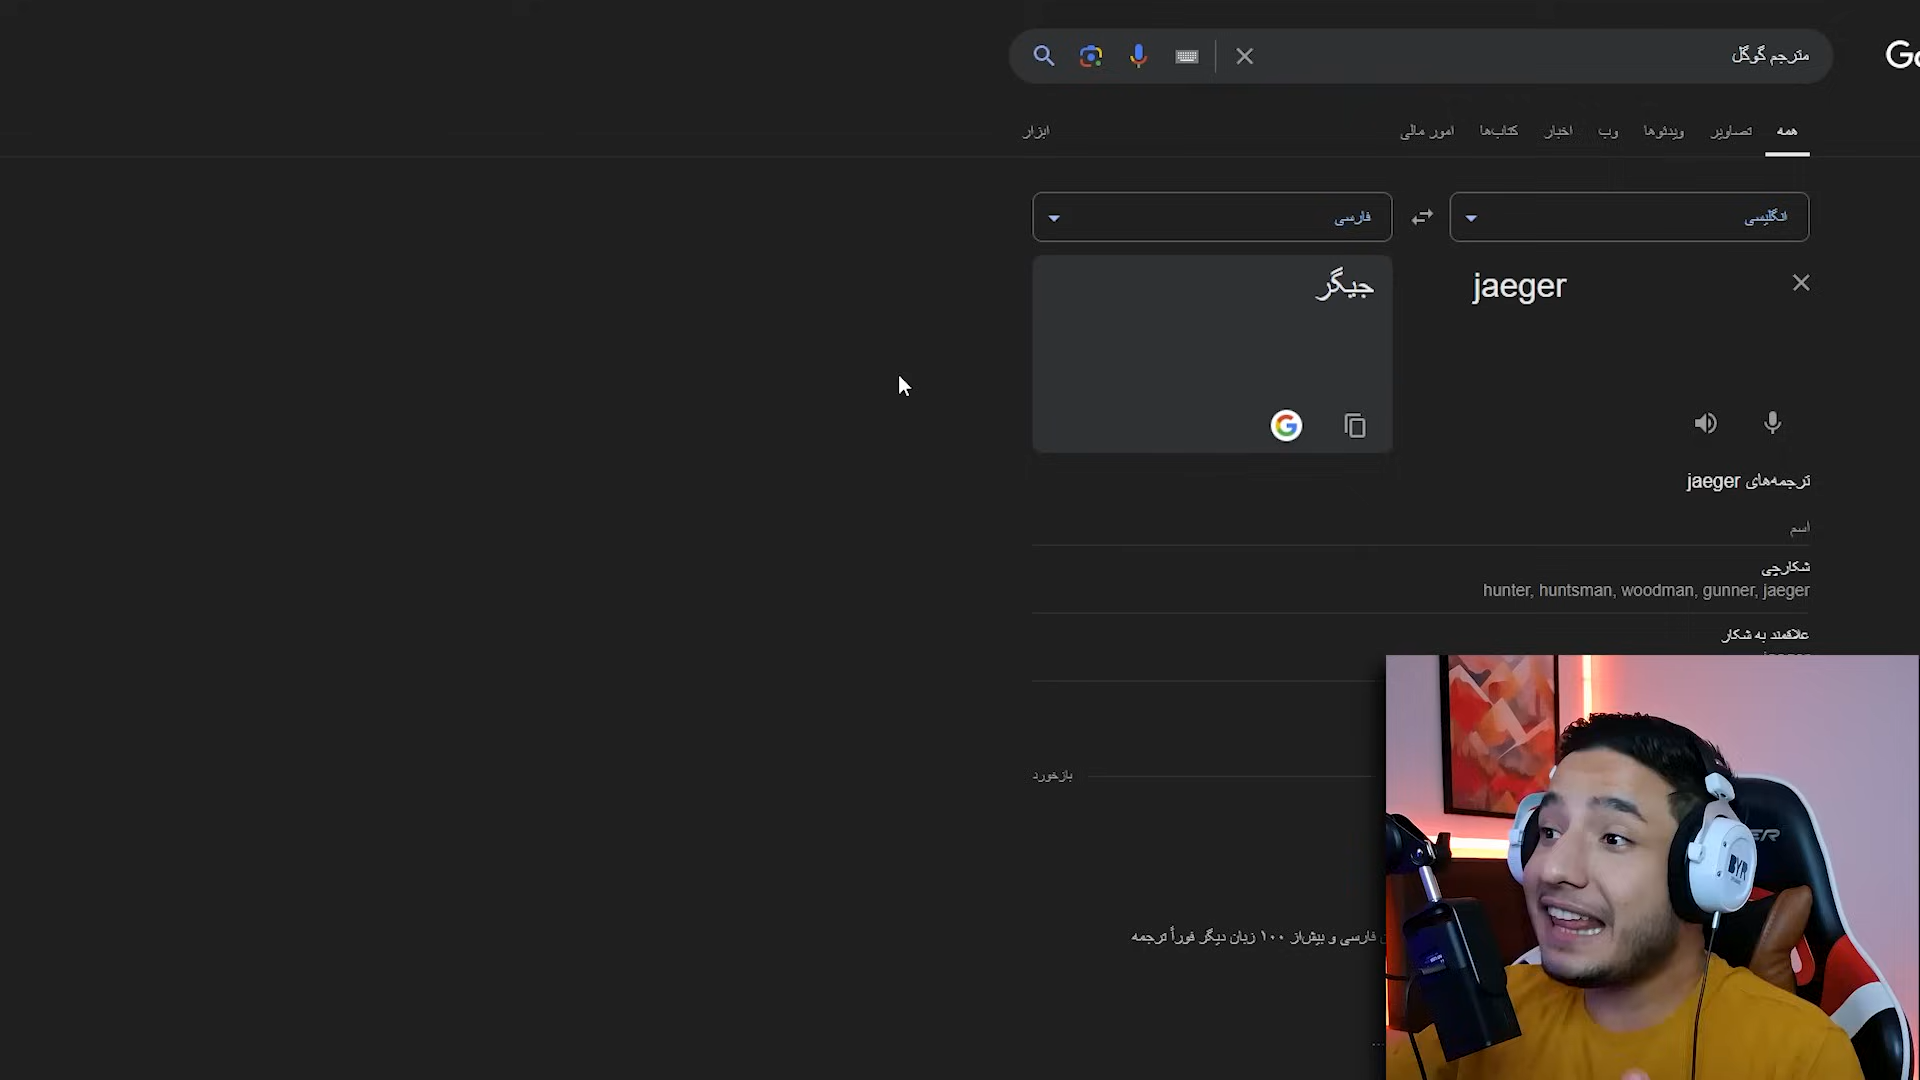 مترجم گوگل
همه تصاویر ویدئوها وب اخبار کتاب‌ها امور مالی ابزار
انگلیسی
فارسی
jaeger
جیگر
ترجمه‌های jaeger
اسم
شکارچی
hunter, huntsman, woodman, gunner, jaeger
علاقمند به شکار
بازخورد
فارسی و بیش‌از ۱۰۰ زبان دیگر فوراً ترجمه
BYR